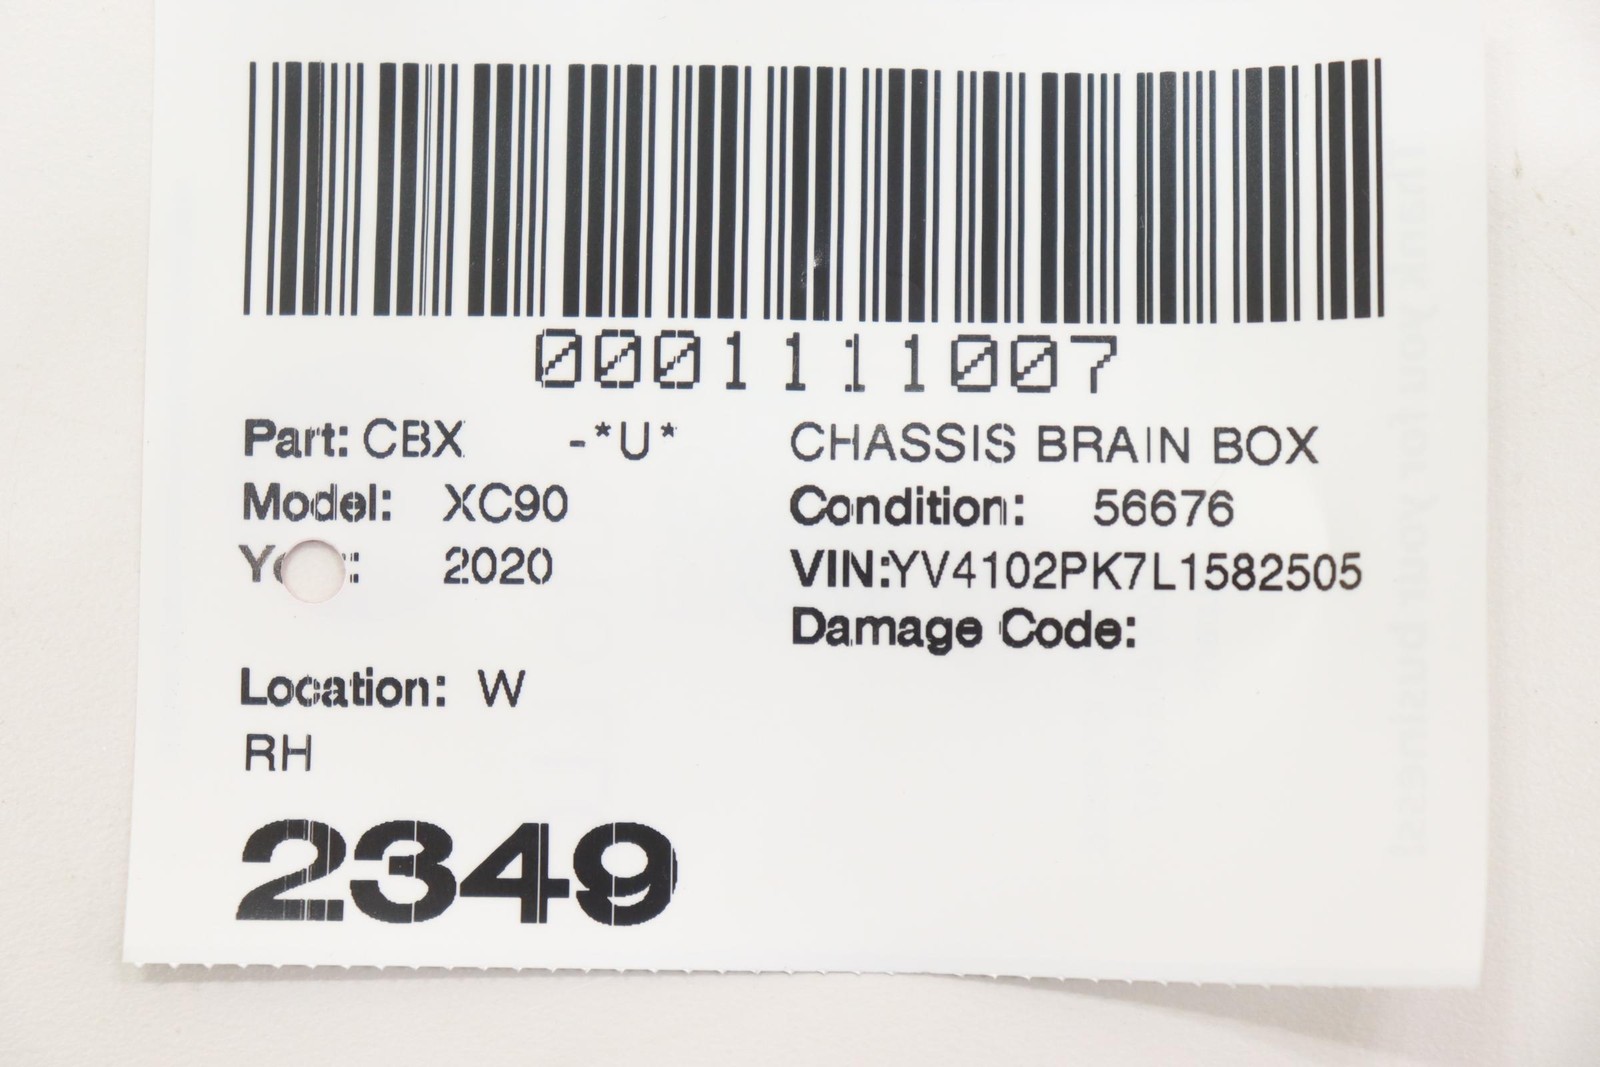 0001111007
Part: CBX -*U* CHASSIS BRAIN BOX
Model: XC90 Condition: 56676
2020 VIN:YV4102PK7L1582505
Damage Code:
Location: W
RH
2349